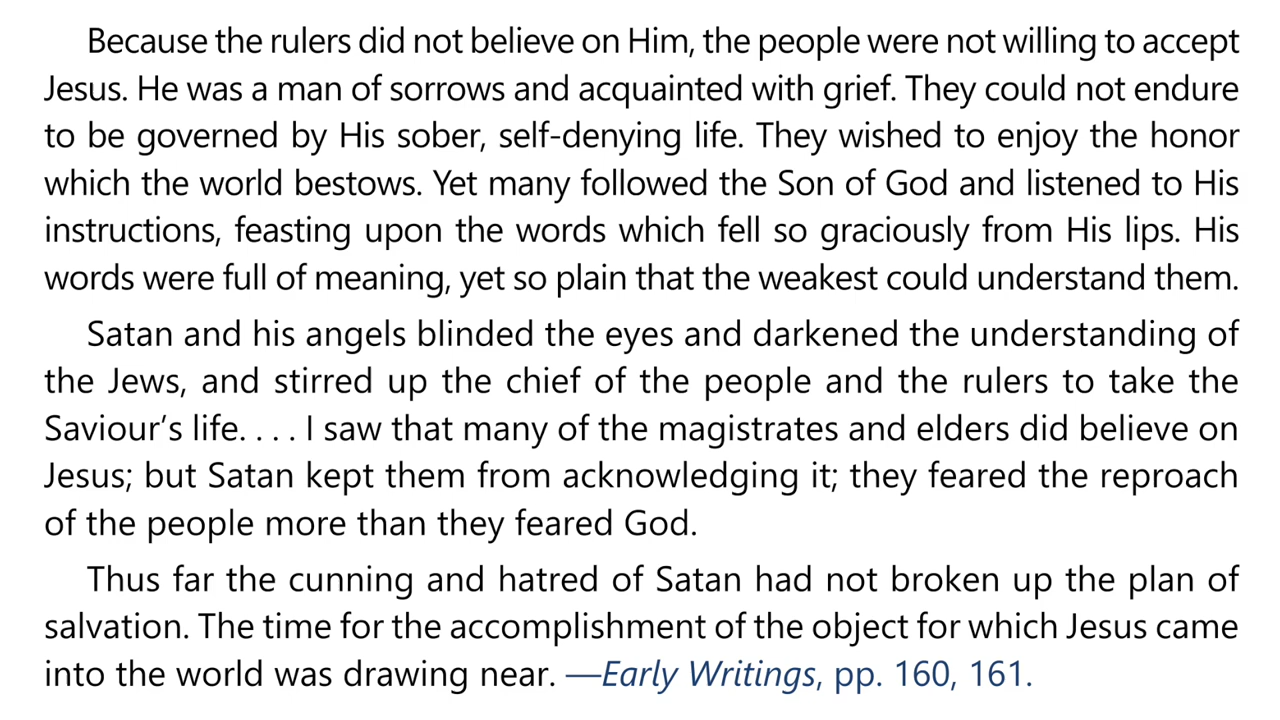 Because the rulers did not believe on Him, the people were not willing to accept
Jesus. He was a man of sorrows and acquainted with grief. They could not endure
to be governed by His sober, self-denying life. They wished to enjoy the honor
which the world bestows. Yet many followed the Son of God and listened to His
instructions, feasting upon the words which fell so graciously from His lips. His
words were full of meaning, yet so plain that the weakest could understand them.
Satan and his angels blinded the eyes and darkened the understanding of
the Jews, and stirred up the chief of the people and the rulers to take the
Saviour’s life. . . . I saw that many of the magistrates and elders did believe on
Jesus; but Satan kept them from acknowledging it; they feared the reproach
of the people more than they feared God.
Thus far the cunning and hatred of Satan had not broken up the plan of
salvation. The time for the accomplishment of the object for which Jesus came
into the world was drawing near. —Early Writings, pp. 160, 161.